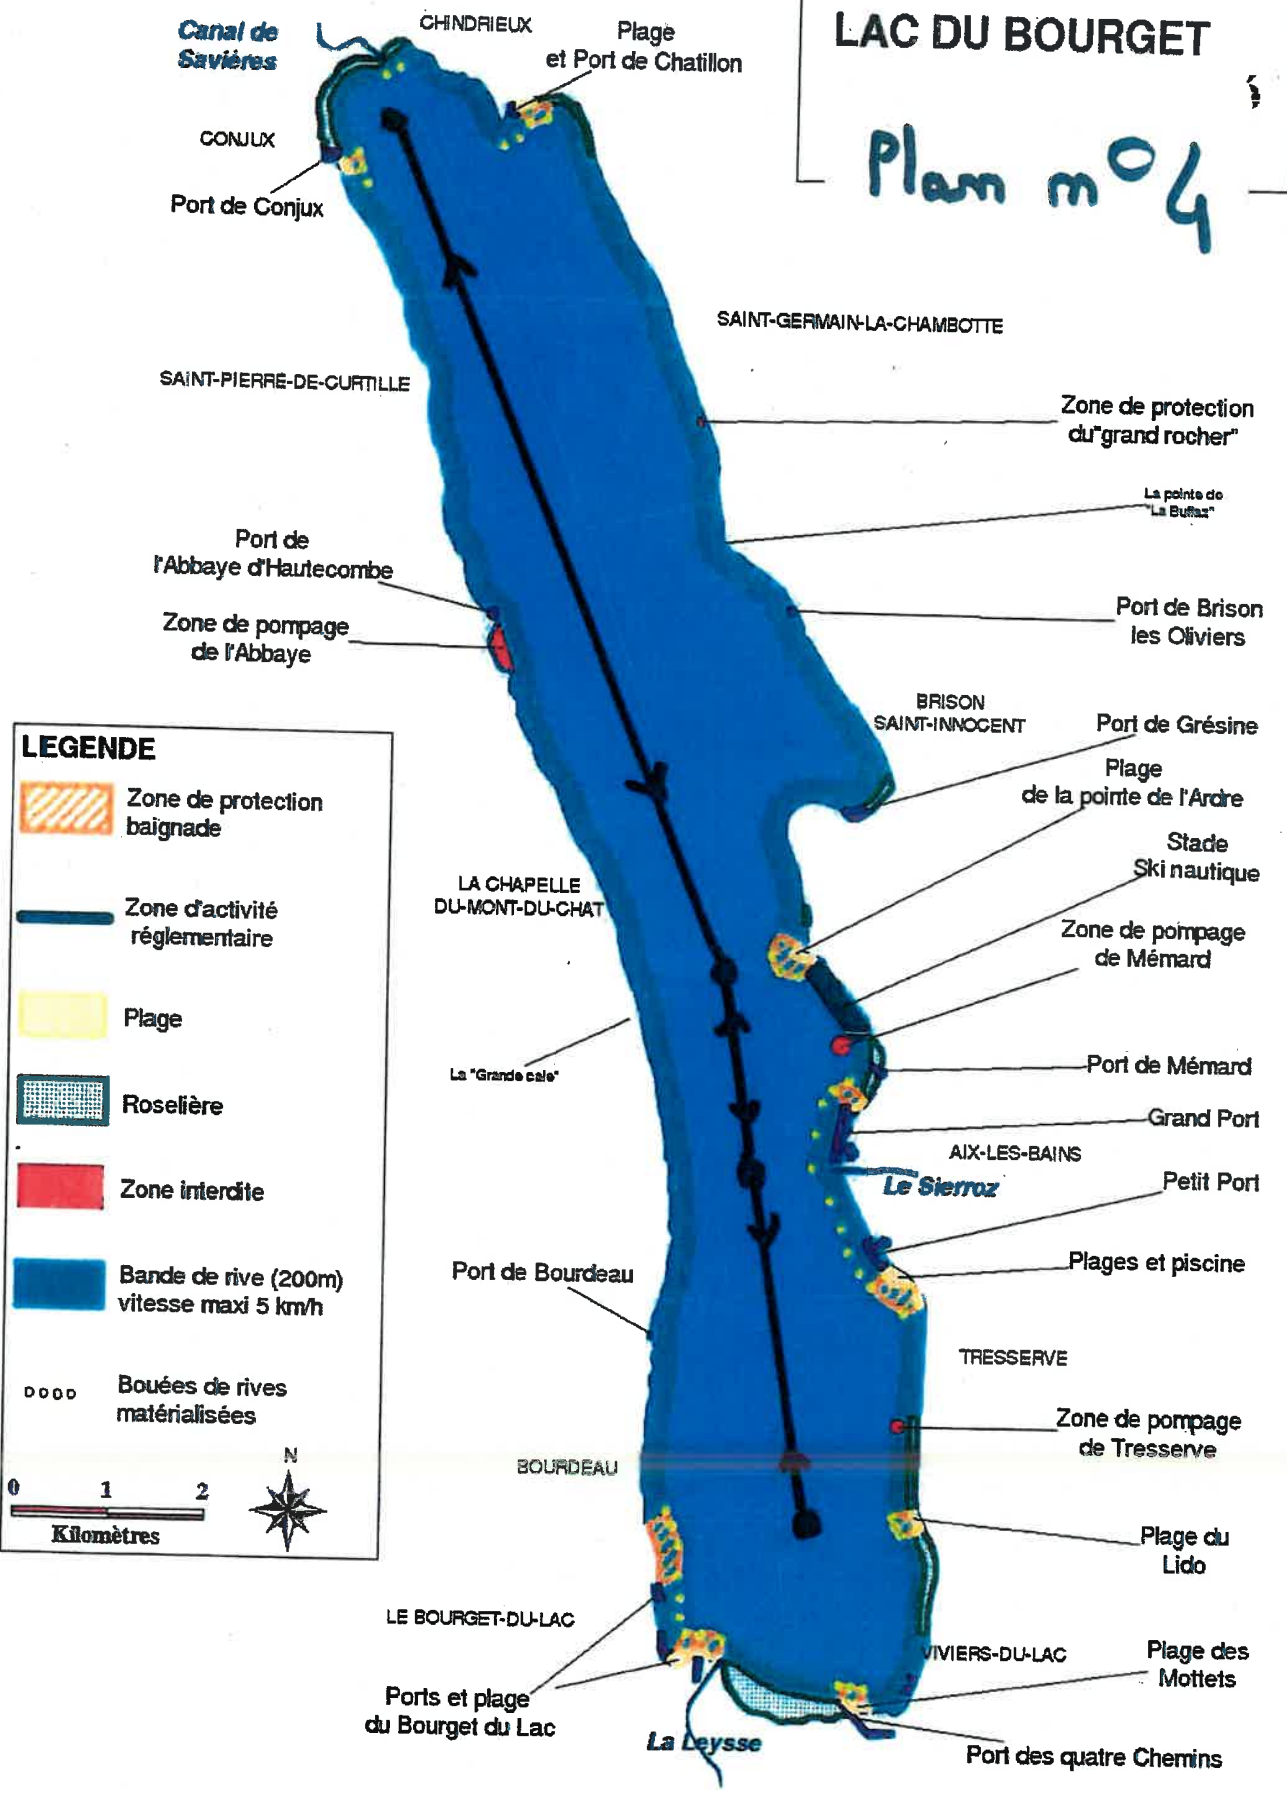 LAC DU BOURGET
Plan n° 4
Canal de
Savières
CHINDRIEUX
Plage
et Port de Chatillon
CONJUX
Port de Conjux
SAINT-GERMAIN-LA-CHAMBOTTE
SAINT-PIERRE-DE-CURTILLE
Zone de protection
du"grand rocher"
La pointe de
"La Buffaz"
Port de
l'Abbaye d'Hautecombe
Zone de pompage
de l'Abbaye
Port de Brison
les Oliviers
BRISON
SAINT-INNOCENT
Port de Grésine
Plage
de la pointe de l'Ardre
Stade
Ski nautique
LA CHAPELLE
DU-MONT-DU-CHAT
Zone de pompage
de Mémard
La "Grande cale"
Port de Mémard
Grand Port
AIX-LES-BAINS
Le Sierroz
Petit Port
Plages et piscine
Port de Bourdeau
TRESSERVE
Zone de pompage
de Tresserve
BOURDEAU
Plage du
Lido
LE BOURGET-DU-LAC
VIVIERS-DU-LAC
Plage des
Mottets
Ports et plage
du Bourget du Lac
La Leysse
Port des quatre Chemins
LEGENDE
Zone de protection
baignade
Zone d'activité
réglementaire
Plage
Roselière
Zone interdite
Bande de rive (200m)
vitesse maxi 5 km/h
Bouées de rives
matérialisées
N
0 1 2
Kilomètres